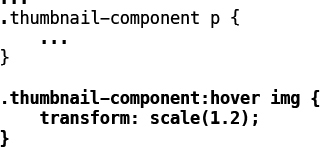 ...
.thumbnail-component p {
    ...
}

.thumbnail-component:hover img {
    transform: scale(1.2);
}